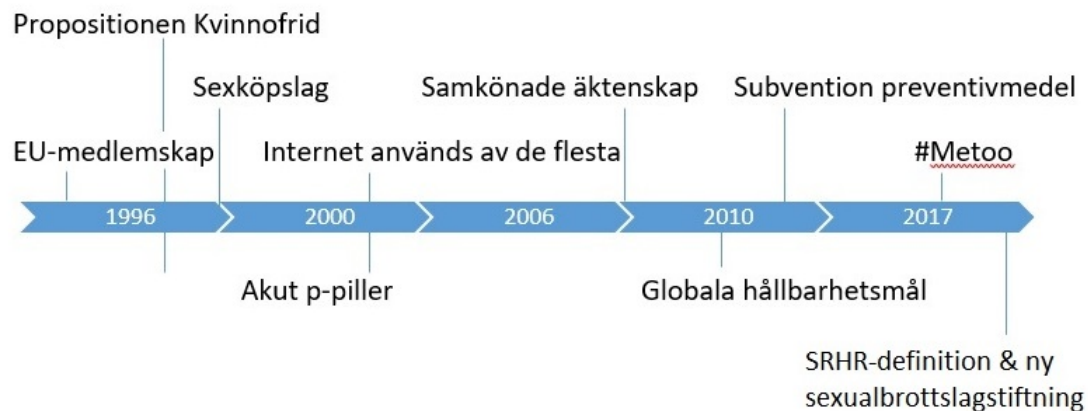 Propositionen Kvinnofrid
Sexköpslag
Samkönade äktenskap
Subvention preventivmedel
EU-medlemskap
Internet används av de flesta
#Metoo
1996
2000
2006
2010
2017
Akut p-piller
Globala hållbarhetsmål
SRHR-definition & ny
sexualbrottslagstiftning